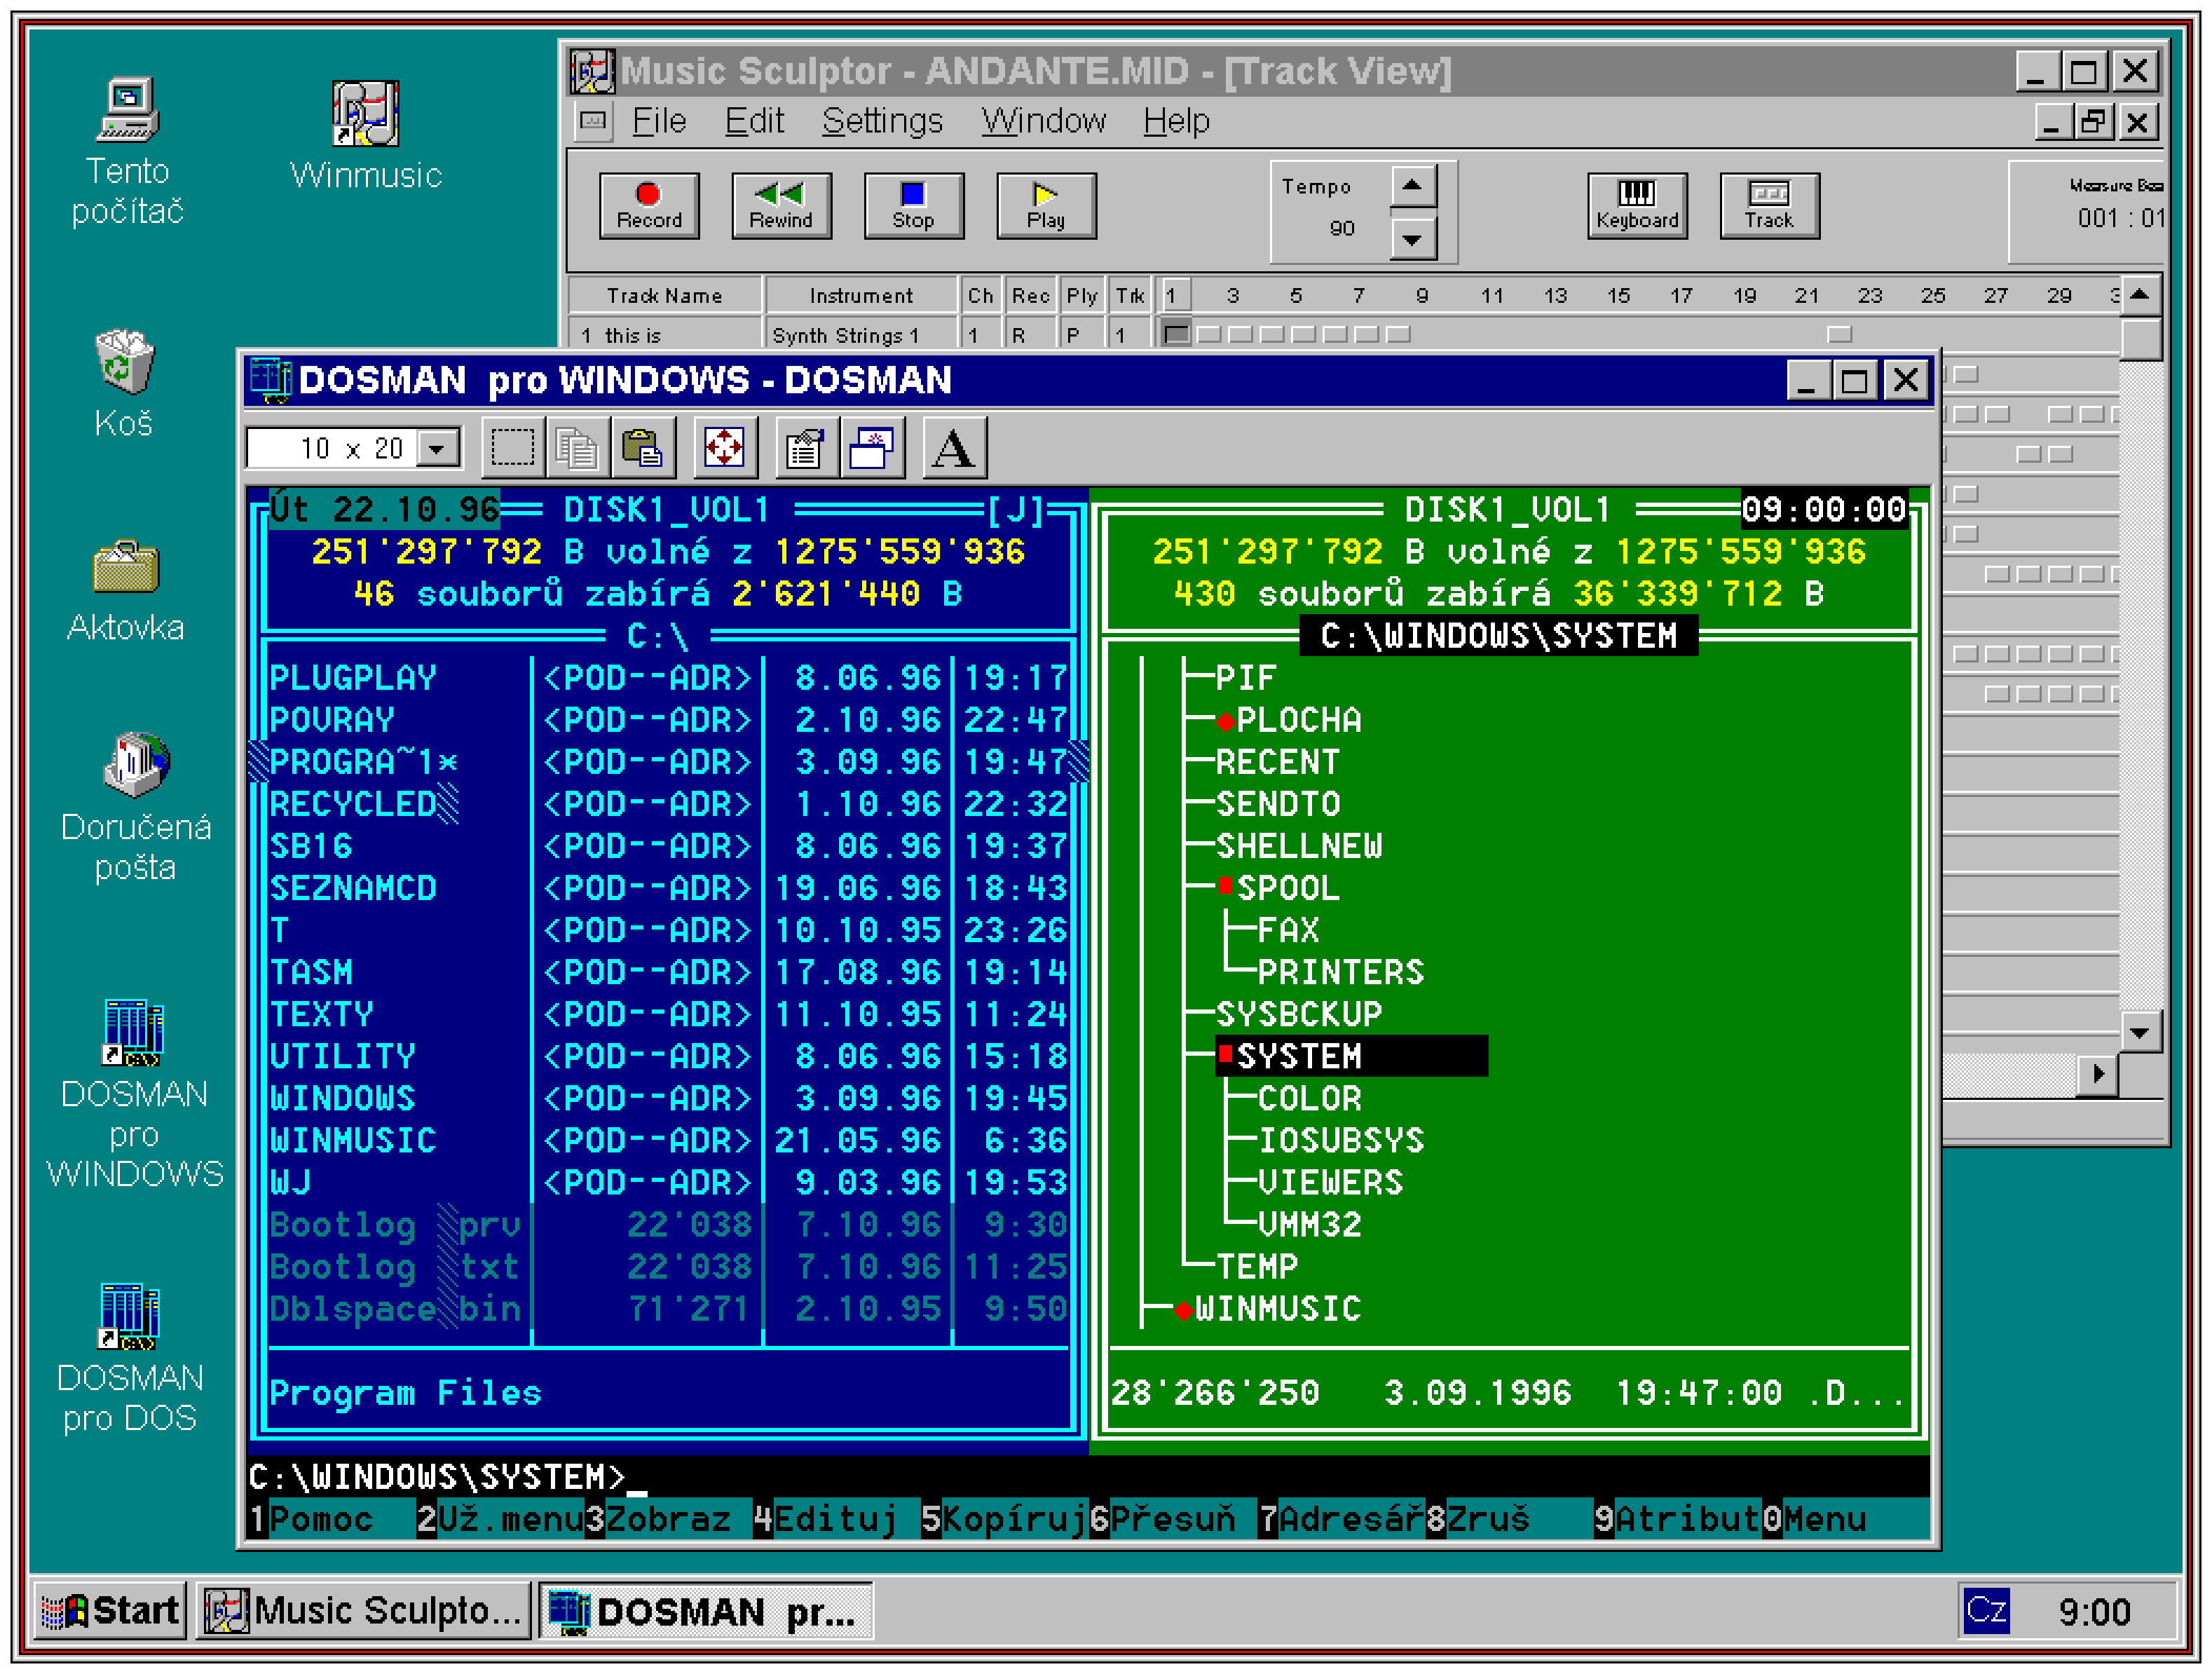 Tento
počítač
Winmusic
Koš
Aktovka
Doručená
pošta
DOSMAN
pro
WINDOWS
DOSMAN
pro DOS
Music Sculptor - ANDANTE.MID - [Track View]
File Edit Settings Window Help
Record Rewind Stop Play Tempo 90 Keyboard Track Measure
001 : 01
Track Name Instrument Ch Rec Ply Trk 1 3 5 7 9 11 13 15 17 19 21 23 25 27 29
1 this is Synth Strings 1 1 R P 1
DOSMAN pro WINDOWS - DOSMAN
10 x 20 A
Út 22.10.96 DISK1_VOL1 [J]
251'297'792 B volné z 1275'559'936
46 souborů zabírá 2'621'440 B
C:\
PLUGPLAY <POD--ADR> 8.06.96 19:17
POVRAY <POD--ADR> 2.10.96 22:47
PROGRA~1* <POD--ADR> 3.09.96 19:47
RECYCLED <POD--ADR> 1.10.96 22:32
SB16 <POD--ADR> 8.06.96 19:37
SEZNAMCD <POD--ADR> 19.06.96 18:43
T <POD--ADR> 10.10.95 23:26
TASM <POD--ADR> 17.08.96 19:14
TEXTY <POD--ADR> 11.10.95 11:24
UTILITY <POD--ADR> 8.06.96 15:18
WINDOWS <POD--ADR> 3.09.96 19:45
WINMUSIC <POD--ADR> 21.05.96 6:36
WJ <POD--ADR> 9.03.96 19:53
Bootlog prv 22'038 7.10.96 9:30
Bootlog txt 22'038 7.10.96 11:25
Dblspace bin 71'271 2.10.95 9:50
Program Files
DISK1_VOL1 09:00:00
251'297'792 B volné z 1275'559'936
430 souborů zabírá 36'339'712 B
C:\WINDOWS\SYSTEM
PIF
PLOCHA
RECENT
SENDTO
SHELLNEW
SPOOL
FAX
PRINTERS
SYSBCKUP
SYSTEM
COLOR
IOSUBSYS
VIEWERS
VMM32
TEMP
WINMUSIC
28'266'250 3.09.1996 19:47:00 .D...
C:\WINDOWS\SYSTEM>_
1Pomoc 2Už.menu3Zobraz 4Edituj 5Kopíruj6Přesuň 7Adresář8Zruš 9Atribut0Menu
Start Music Sculpto... DOSMAN pr... Cz 9:00